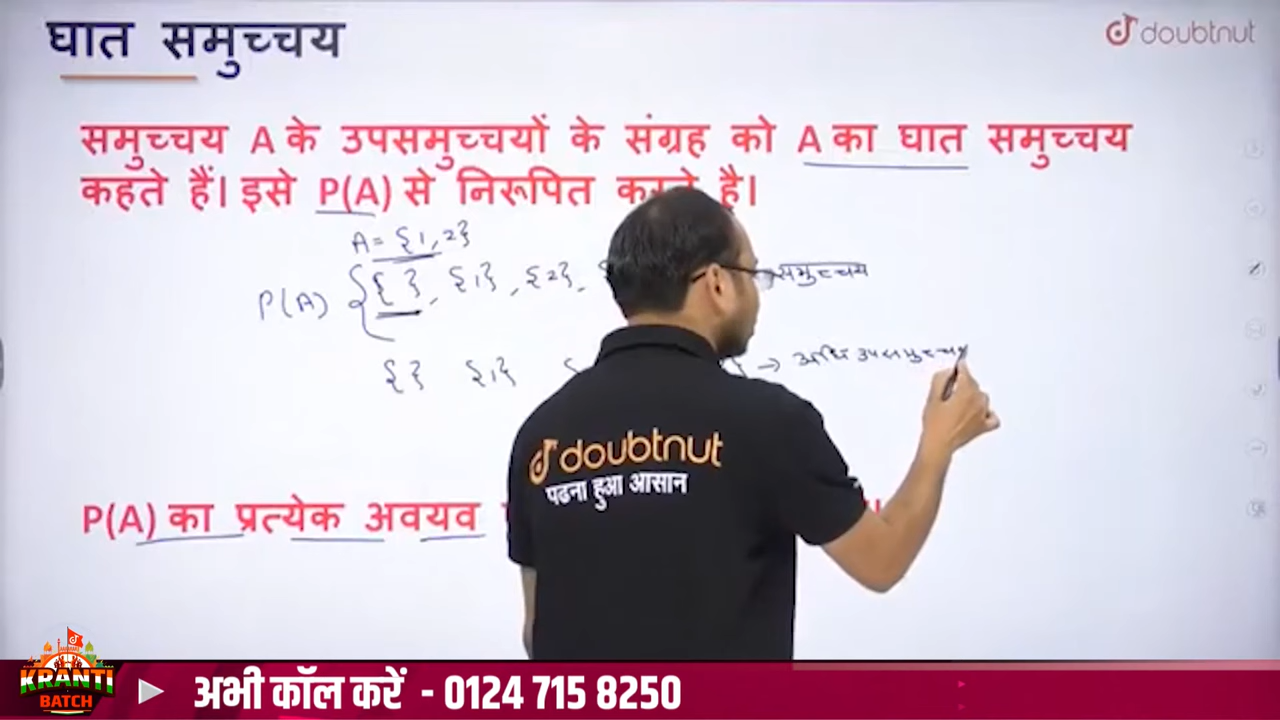 घात समुच्चय
doubtnut
समुच्चय A के उपसमुच्चयों के संग्रह को A का घात समुच्चय
कहते हैं। इसे P(A) से निरूपित करते है।
A = {1,2}
P(A) {{ }, {1}, {2}, { समुच्चय
{} {1} { } → उपसमुच्चय
P(A) का प्रत्येक अवयव
doubtnut
पढना हुआ आसान
KRANTI
BATCH
अभी कॉल करें - 0124 715 8250